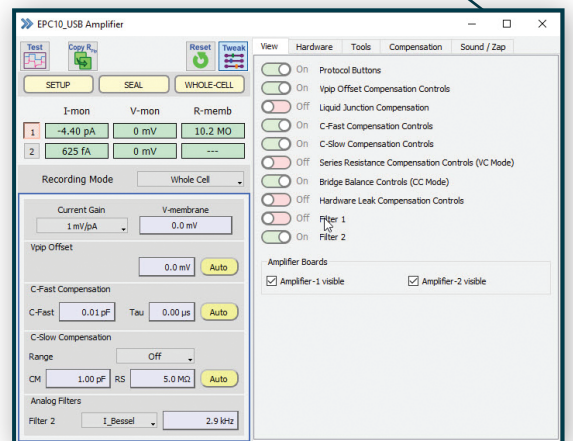 EPC10_USB Amplifier
Test Copy R Reset Tweak
SETUP SEAL WHOLE-CELL
I-mon V-mon R-memb
1 -4.40 pA 0 mV 10.2 MO
2 625 fA 0 mV ---
Recording Mode Whole Cell
Current Gain V-membrane
1 mV/pA 0.0 mV
Vpip Offset
0.0 mV Auto
C-Fast Compensation
C-Fast 0.01 pF Tau 0.00 µs Auto
C-Slow Compensation
Range Off
CM 1.00 pF RS 5.0 MΩ Auto
Analog Filters
Filter 2 I_Bessel 2.9 kHz
View Hardware Tools Compensation Sound / Zap
On Protocol Buttons
On Vpip Offset Compensation Controls
Off Liquid Junction Compensation
On C-Fast Compensation Controls
On C-Slow Compensation Controls
Off Series Resistance Compensation Controls (VC Mode)
On Bridge Balance Controls (CC Mode)
Off Hardware Leak Compensation Controls
Off Filter 1
On Filter 2
Amplifier Boards
Amplifier-1 visible Amplifier-2 visible